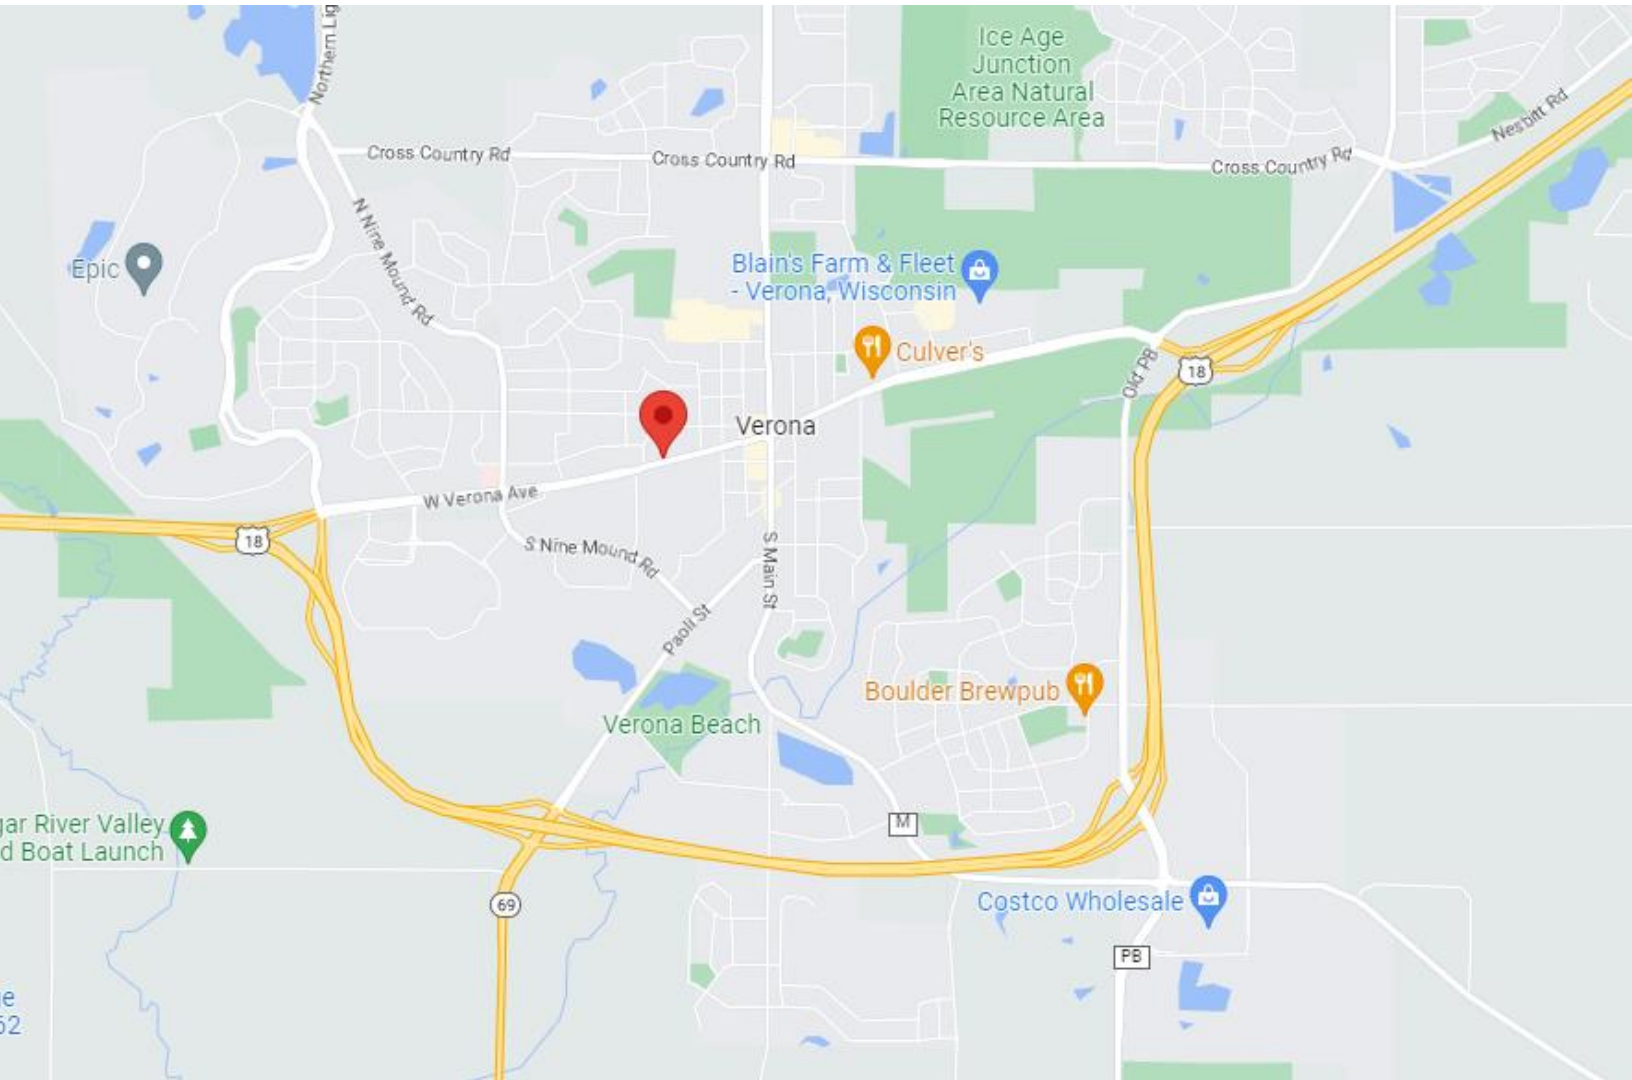 Northern Lig
Ice Age
Junction
Area Natural
Resource Area
Nesbitt Rd
Cross Country Rd
Cross Country Rd
Cross Country Rd
N Nine Mound Rd
Epic
Blain's Farm & Fleet
- Verona, Wisconsin
Culver's
Old PB
18
Verona
W Verona Ave
18
S Nine Mound Rd
S Main St
Paoli St
Boulder Brewpub
Verona Beach
gar River Valley
d Boat Launch
M
69
Costco Wholesale
PB
ie
62